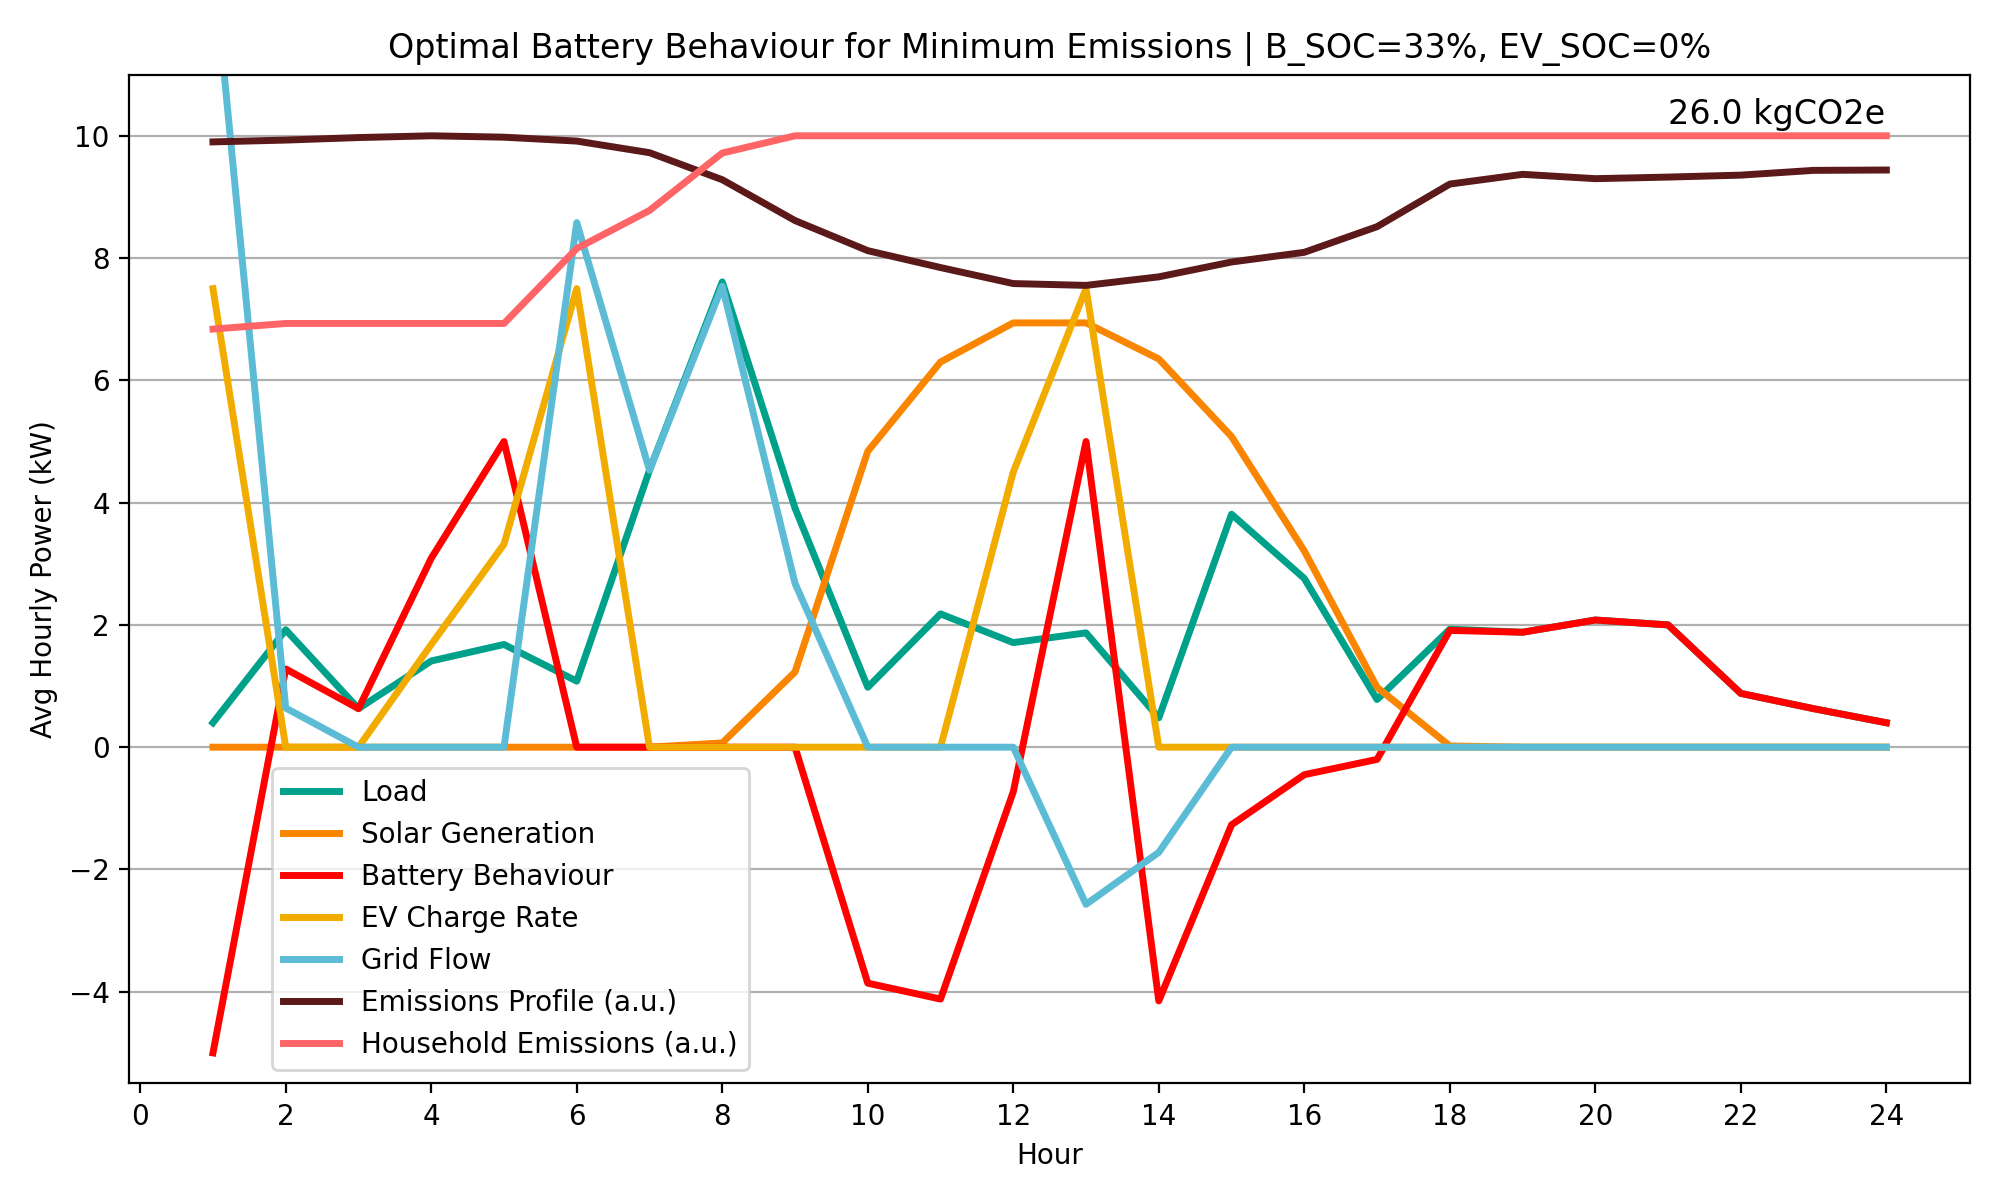 Optimal Battery Behaviour for Minimum Emissions | B_SOC=33%, EV_SOC=0%
26.0 kgCO2e
10
8
6
4
2
0
−2
−4
Avg Hourly Power (kW)
Load
Solar Generation
Battery Behaviour
EV Charge Rate
Grid Flow
Emissions Profile (a.u.)
Household Emissions (a.u.)
0 2 4 6 8 10 12 14 16 18 20 22 24
Hour